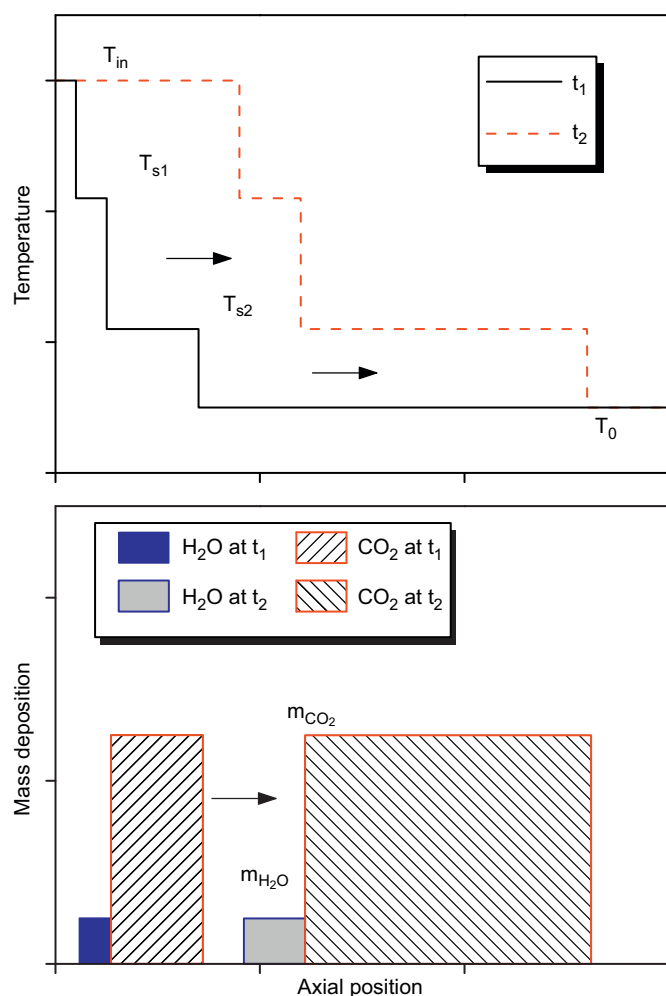 T_in
t_1
t_2
T_s1
T_s2
T_0
Temperature
H_2O at t_1
CO_2 at t_1
H_2O at t_2
CO_2 at t_2
m_CO_2
m_H_2O
Mass deposition
Axial position